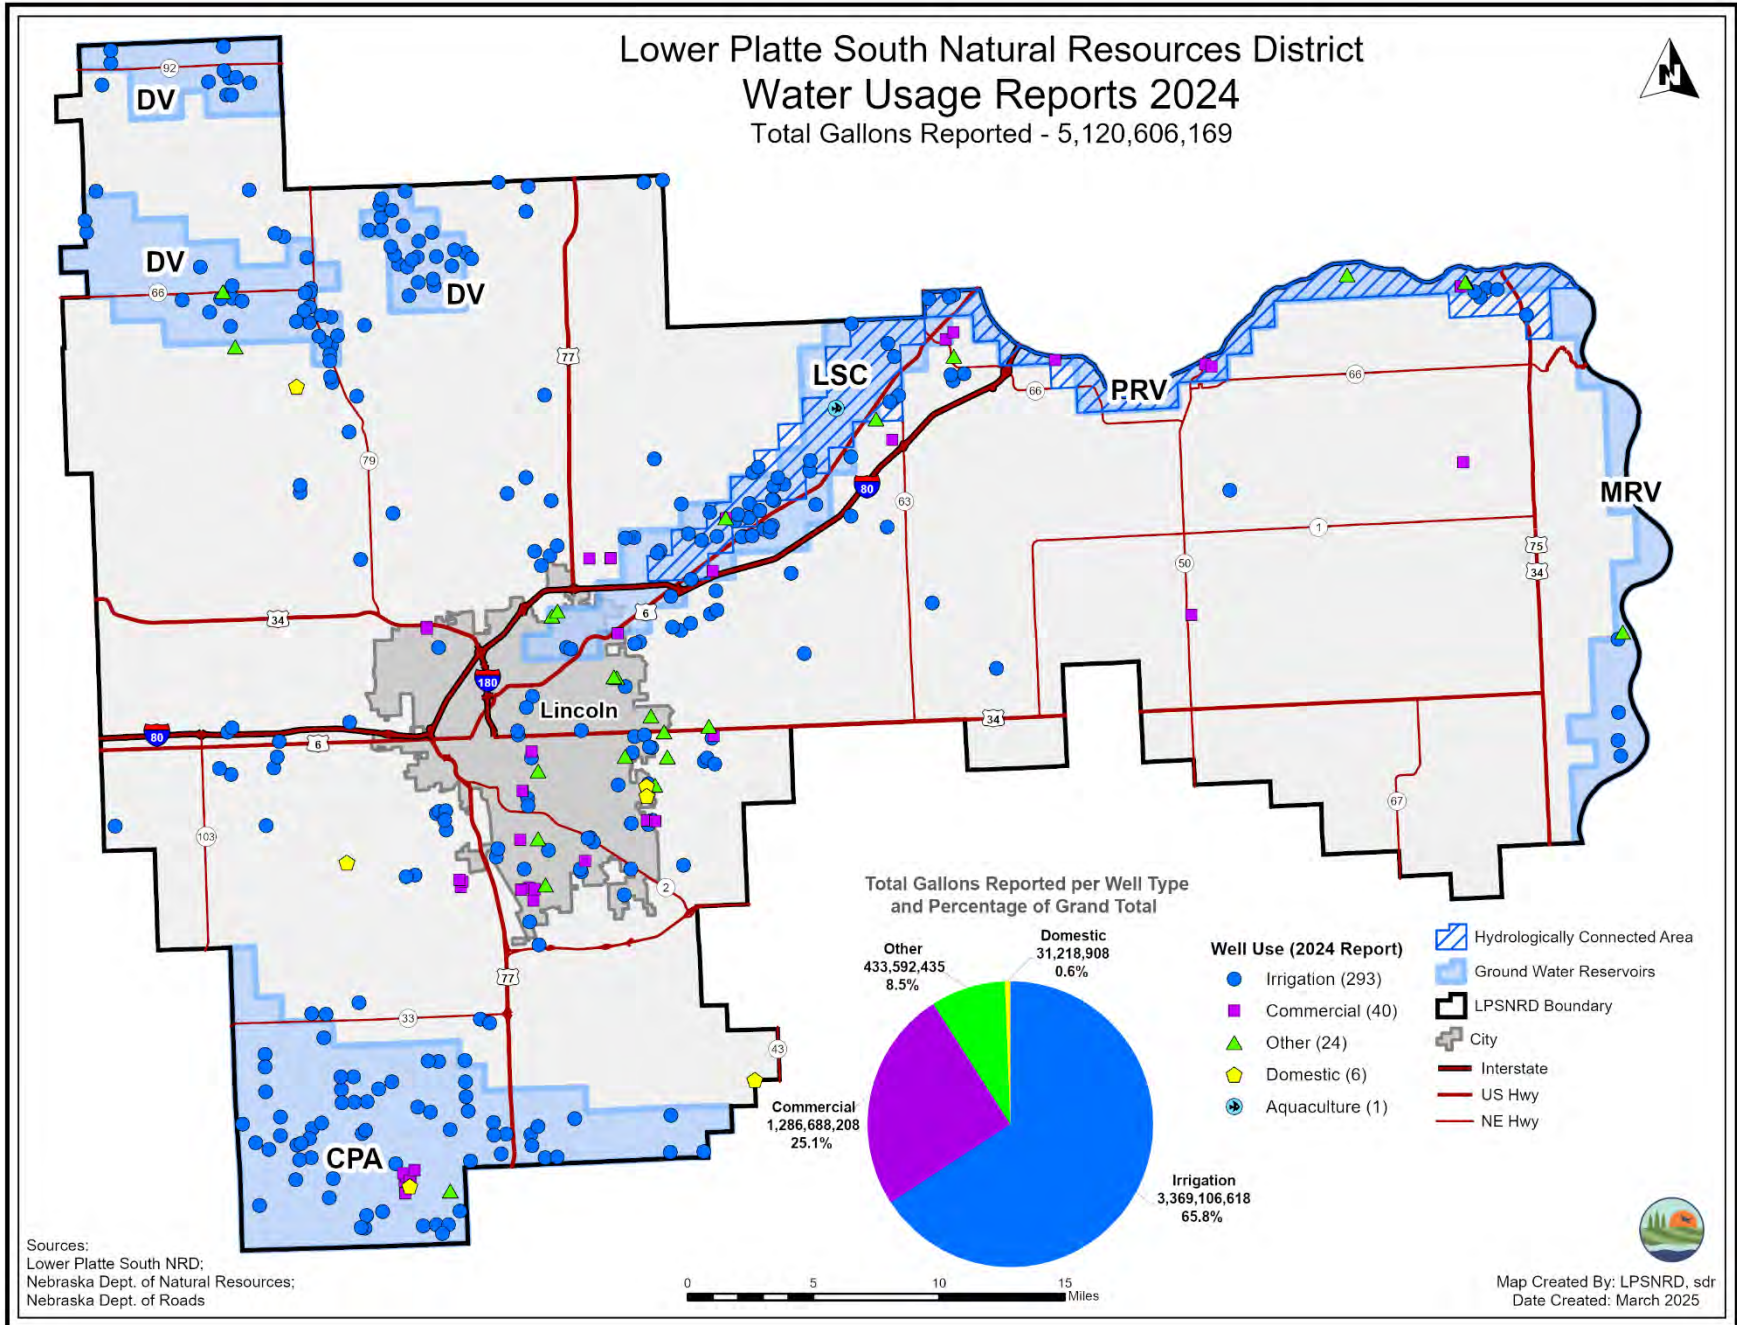 Lower Platte South Natural Resources District
Water Usage Reports 2024
Total Gallons Reported - 5,120,606,169
N
92
DV
DV
66
DV
77
LSC
PRV
66
66
79
80
63
MRV
1
75
34
50
34
6
180
Lincoln
80
6
34
103
67
2
77
33
43
CPA
Total Gallons Reported per Well Type
and Percentage of Grand Total
Other
433,592,435
8.5%
Domestic
31,218,908
0.6%
Commercial
1,286,688,208
25.1%
Irrigation
3,369,106,618
65.8%
Well Use (2024 Report)
Irrigation (293)
Commercial (40)
Other (24)
Domestic (6)
Aquaculture (1)
Hydrologically Connected Area
Ground Water Reservoirs
LPSNRD Boundary
City
Interstate
US Hwy
NE Hwy
Sources:
Lower Platte South NRD;
Nebraska Dept. of Natural Resources;
Nebraska Dept. of Roads
0 5 10 15
Miles
Map Created By: LPSNRD, sdr
Date Created: March 2025